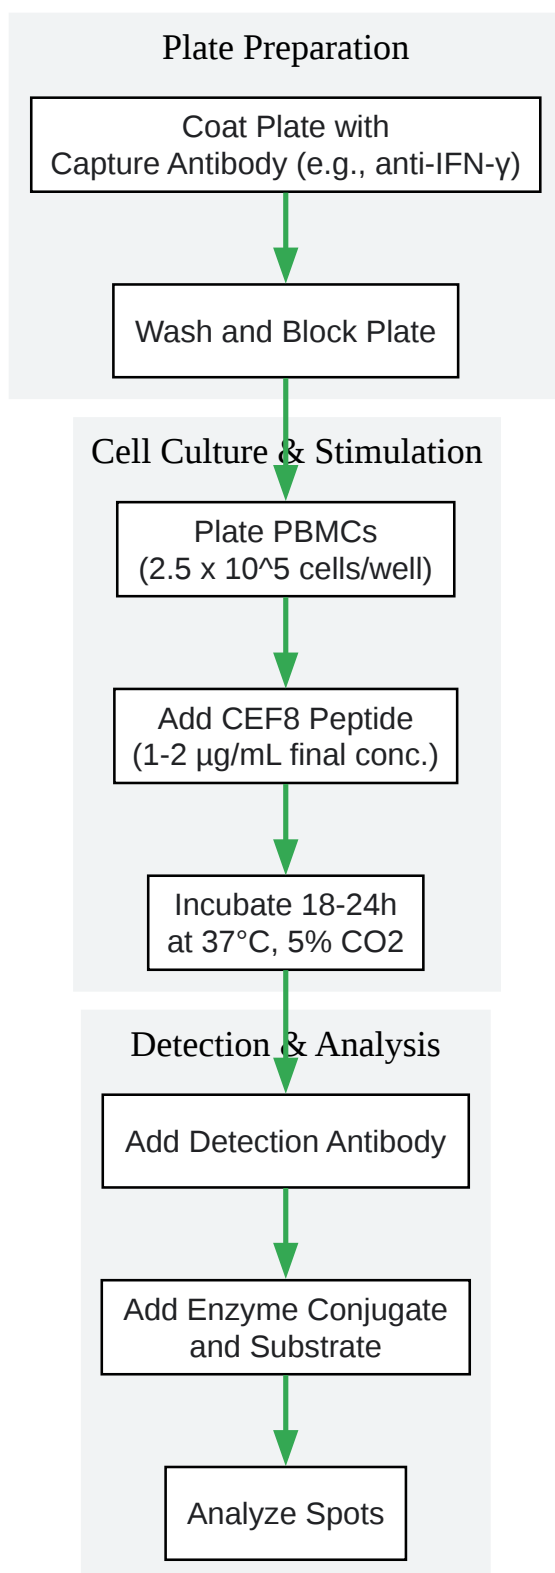 Plate Preparation
Coat Plate with
Capture Antibody (e.g., anti-IFN-γ)
Wash and Block Plate
Cell Culture & Stimulation
Plate PBMCs
(2.5 x 10^5 cells/well)
Add CEF8 Peptide
(1-2 µg/mL final conc.)
Incubate 18-24h
at 37°C, 5% CO2
Detection & Analysis
Add Detection Antibody
Add Enzyme Conjugate
and Substrate
Analyze Spots